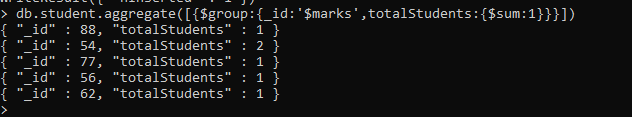 > db.student.aggregate([{$group:{_id:'$marks',totalStudents:{$sum:1}}}])
{ "_id" : 88, "totalStudents" : 1 }
{ "_id" : 54, "totalStudents" : 2 }
{ "_id" : 77, "totalStudents" : 1 }
{ "_id" : 56, "totalStudents" : 1 }
{ "_id" : 62, "totalStudents" : 1 }
>